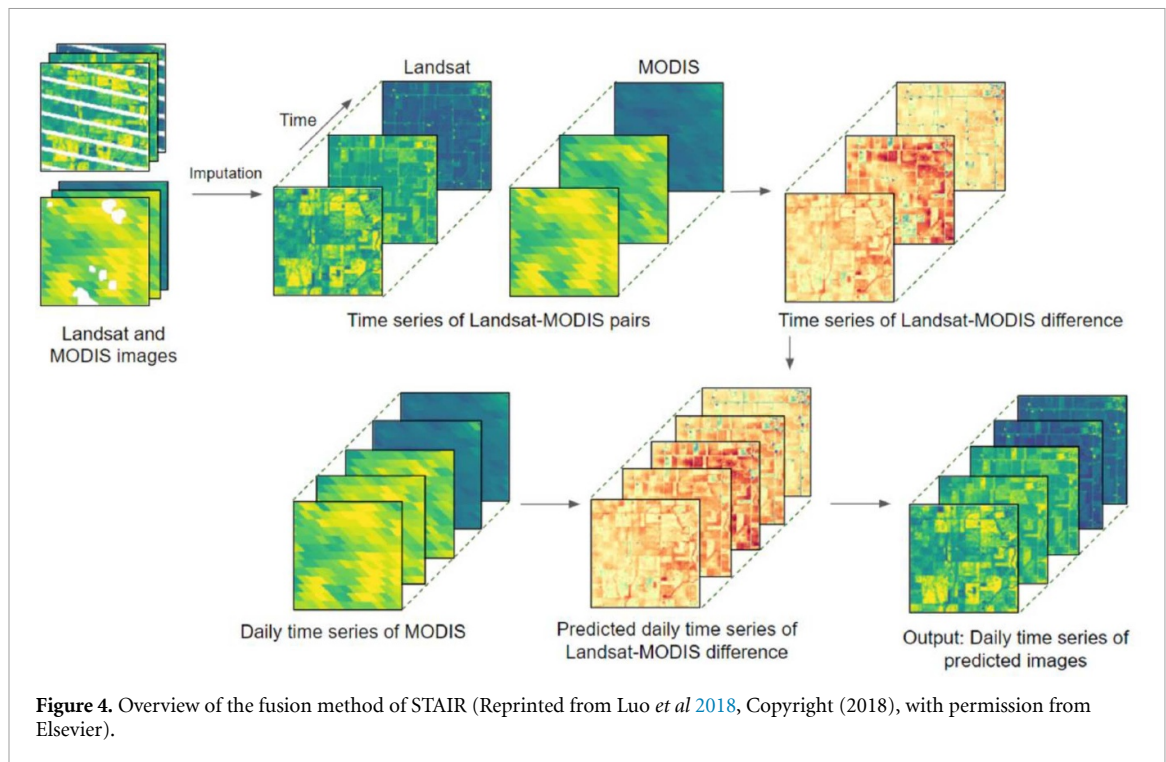 Landsat
MODIS
Time
Imputation
Landsat and
MODIS images
Time series of Landsat-MODIS pairs
Time series of Landsat-MODIS difference
Daily time series of MODIS
Predicted daily time series of
Landsat-MODIS difference
Output: Daily time series of
predicted images
Figure 4. Overview of the fusion method of STAIR (Reprinted from Luo et al 2018, Copyright (2018), with permission from
Elsevier).